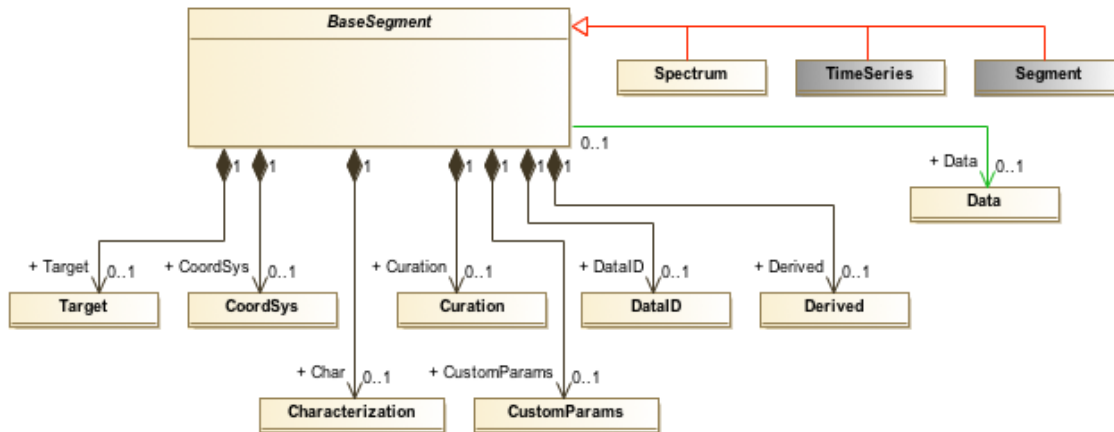 BaseSegment
Spectrum
TimeSeries
Segment
0..1
+ Data
0..1
Data
1
1
1
1
1
1
1
+ Target
0..1
+ CoordSys
0..1
+ Curation
0..1
+ DataID
0..1
+ Derived
0..1
Target
CoordSys
Curation
DataID
Derived
+ Char
0..1
+ CustomParams
0..1
Characterization
CustomParams